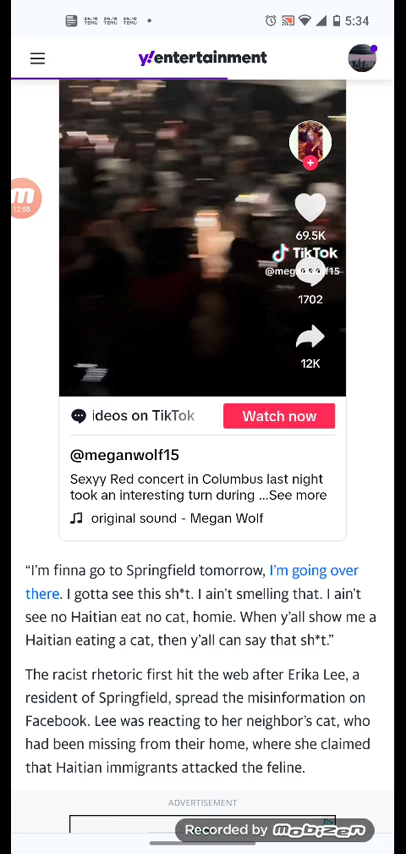 5:34
y!entertainment
12:55
69.5K
TikTok
1702
12K
ideos on TikTok
Watch now
@meganwolf15
Sexyy Red concert in Columbus last night
took an interesting turn during ...See more
original sound - Megan Wolf
“I’m finna go to Springfield tomorrow, I’m going over
there. I gotta see this sh*t. I ain’t smelling that. I ain’t
see no Haitian eat no cat, homie. When y’all show me a
Haitian eating a cat, then y’all can say that sh*t.”
The racist rhetoric first hit the web after Erika Lee, a
resident of Springfield, spread the misinformation on
Facebook. Lee was reacting to her neighbor’s cat, who
had been missing from their home, where she claimed
that Haitian immigrants attacked the feline.
ADVERTISEMENT
Recorded by mobizen